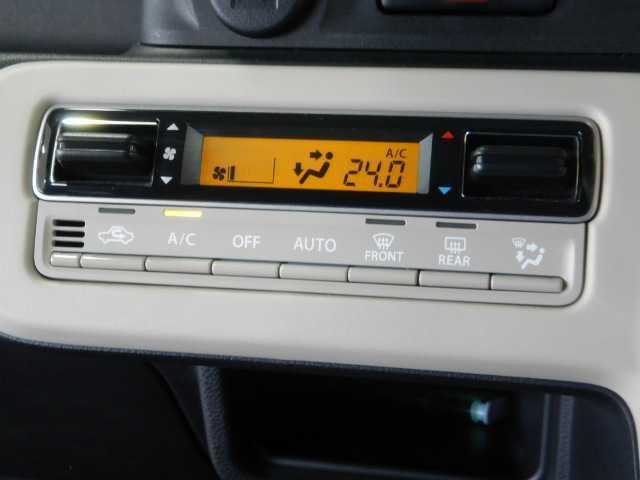 A/C
24.0
A/C
OFF
AUTO
FRONT
REAR